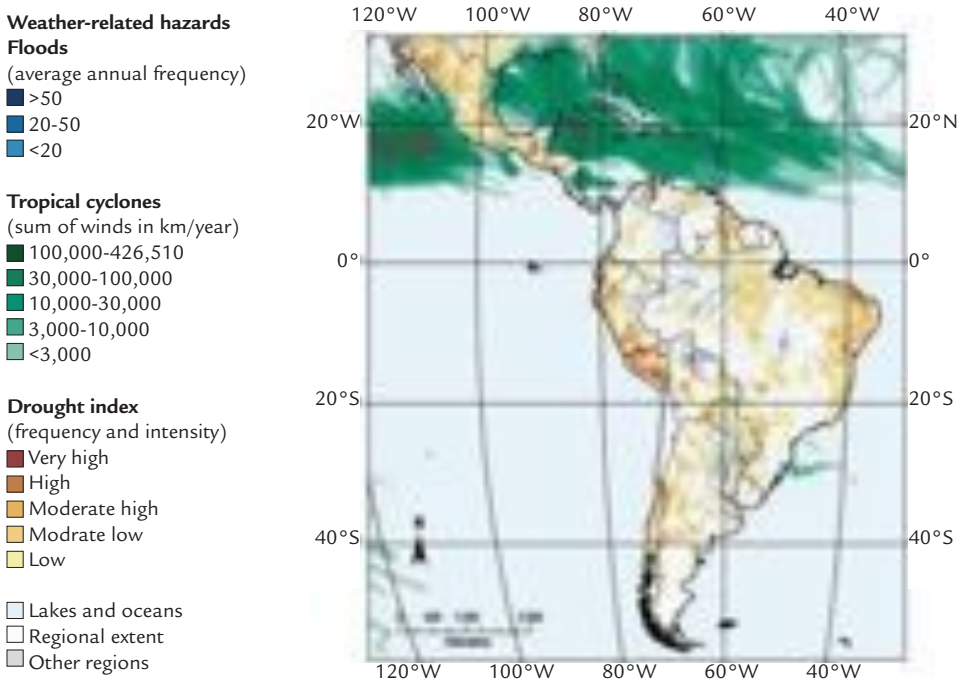 120°W 100°W 80°W 60°W 40°W
Weather-related hazards
Floods
(average annual frequency)
>50
20-50
<20
20°W 20°N
Tropical cyclones
(sum of winds in km/year)
100,000-426,510
30,000-100,000
10,000-30,000
3,000-10,000
<3,000
0° 0°
Drought index
(frequency and intensity)
Very high
High
Moderate high
Modrate low
Low
20°S 20°S
40°S 40°S
Lakes and oceans
Regional extent
Other regions
120°W 100°W 80°W 60°W 40°W